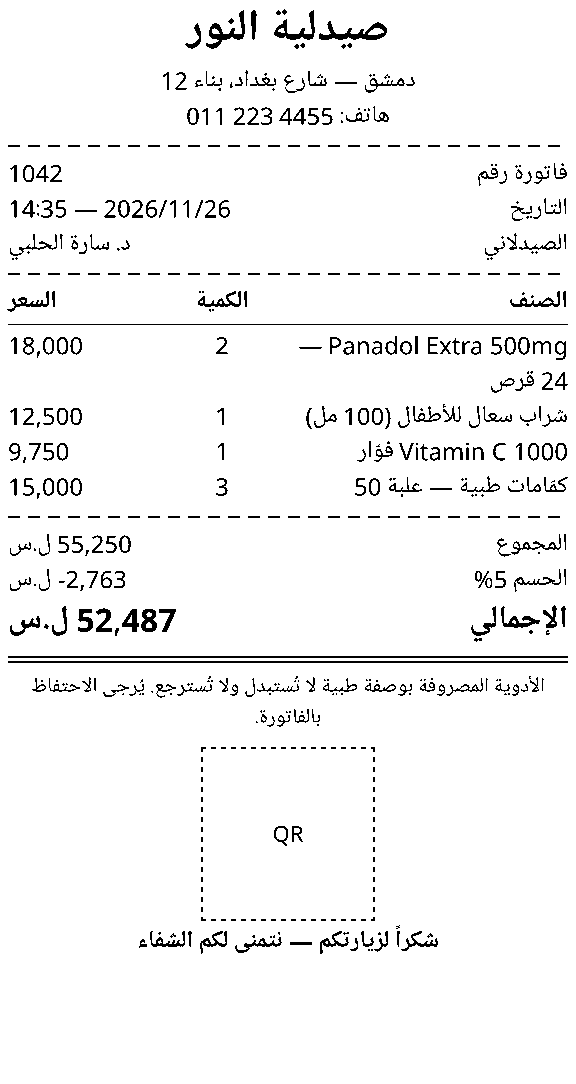 صيدلية النور
دمشق — شارع بغداد، بناء 12
هاتف: 011 223 4455
فاتورة رقم 1042
التاريخ 2026/11/26 — 14:35
الصيدلاني د. سارة الحلبي
الصنف الكمية السعر
Panadol Extra 500mg — 2 18,000
24 قرص
شراب سعال للأطفال (100 مل) 1 12,500
Vitamin C 1000 فوّار 1 9,750
كمّامات طبية — علبة 50 3 15,000
المجموع 55,250 ل.س
الحسم 5% -2,763 ل.س
الإجمالي 52,487 ل.س
الأدوية المصروفة بوصفة طبية لا تُستبدل ولا تُسترجع. يُرجى الاحتفاظ
بالفاتورة.
QR
شكراً لزيارتكم — نتمنى لكم الشفاء